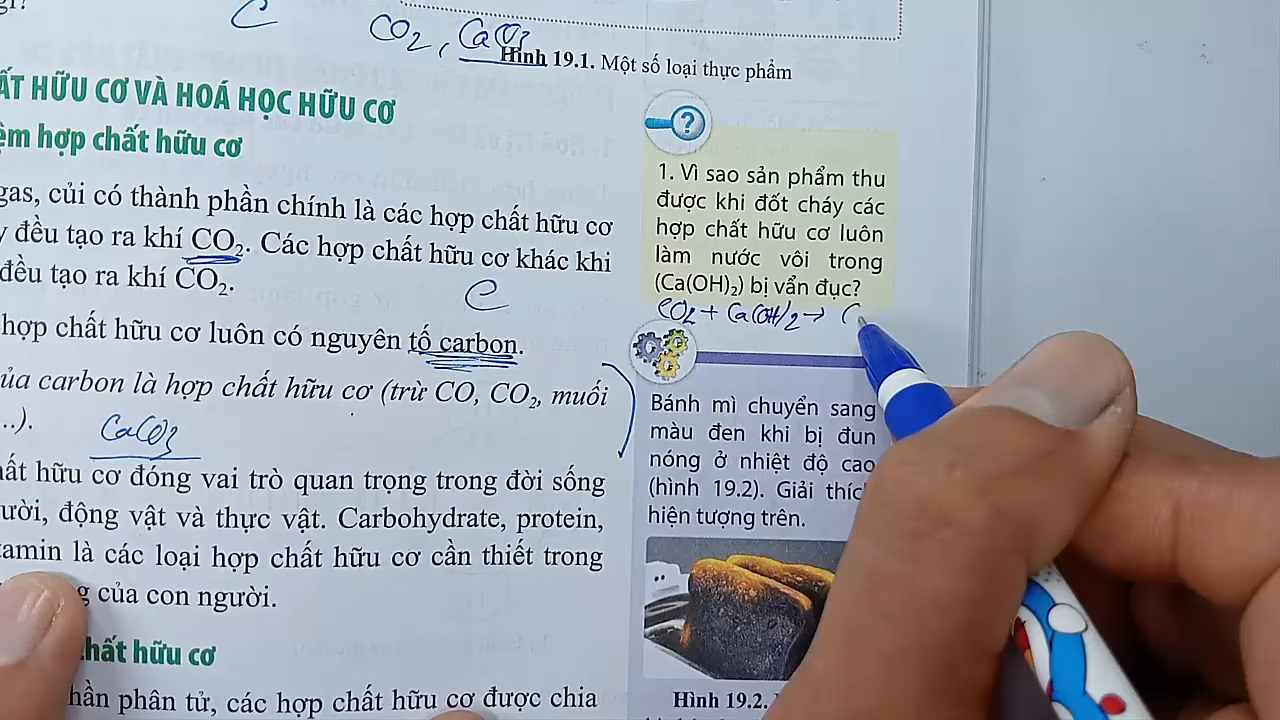 C
CO₂, CaCO₃
Hình 19.1. Một số loại thực phẩm
ẤT HỮU CƠ VÀ HOÁ HỌC HỮU CƠ
ệm hợp chất hữu cơ
gas, củi có thành phần chính là các hợp chất hữu cơ
y đều tạo ra khí CO₂. Các hợp chất hữu cơ khác khi
đều tạo ra khí CO₂.
C
hợp chất hữu cơ luôn có nguyên tố carbon.
ủa carbon là hợp chất hữu cơ (trừ CO, CO₂, muối
...).
CaCO₃
hất hữu cơ đóng vai trò quan trọng trong đời sống
ười, động vật và thực vật. Carbohydrate, protein,
tamin là các loại hợp chất hữu cơ cần thiết trong
g của con người.
hất hữu cơ
hần phân tử, các hợp chất hữu cơ được chia
?
1. Vì sao sản phẩm thu
được khi đốt cháy các
hợp chất hữu cơ luôn
làm nước vôi trong
(Ca(OH)₂) bị vẩn đục?
CO₂ + Ca(OH)₂ → C
Bánh mì chuyển sang
màu đen khi bị đun
nóng ở nhiệt độ cao
(hình 19.2). Giải thíc
hiện tượng trên.
Hình 19.2.